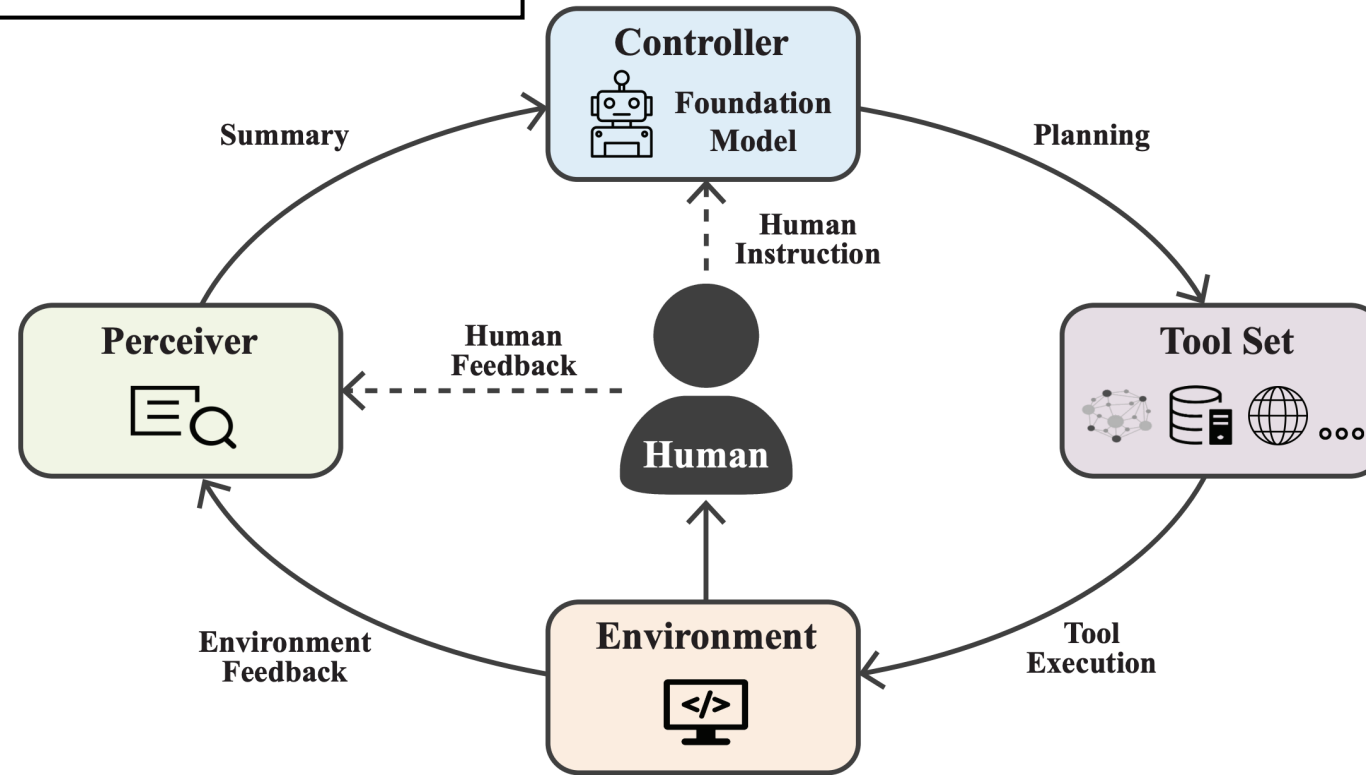 Controller
Foundation
Model
Summary
Planning
Human
Instruction
Perceiver
Human
Feedback
Tool Set
Human
Environment
</>
Environment
Feedback
Tool
Execution